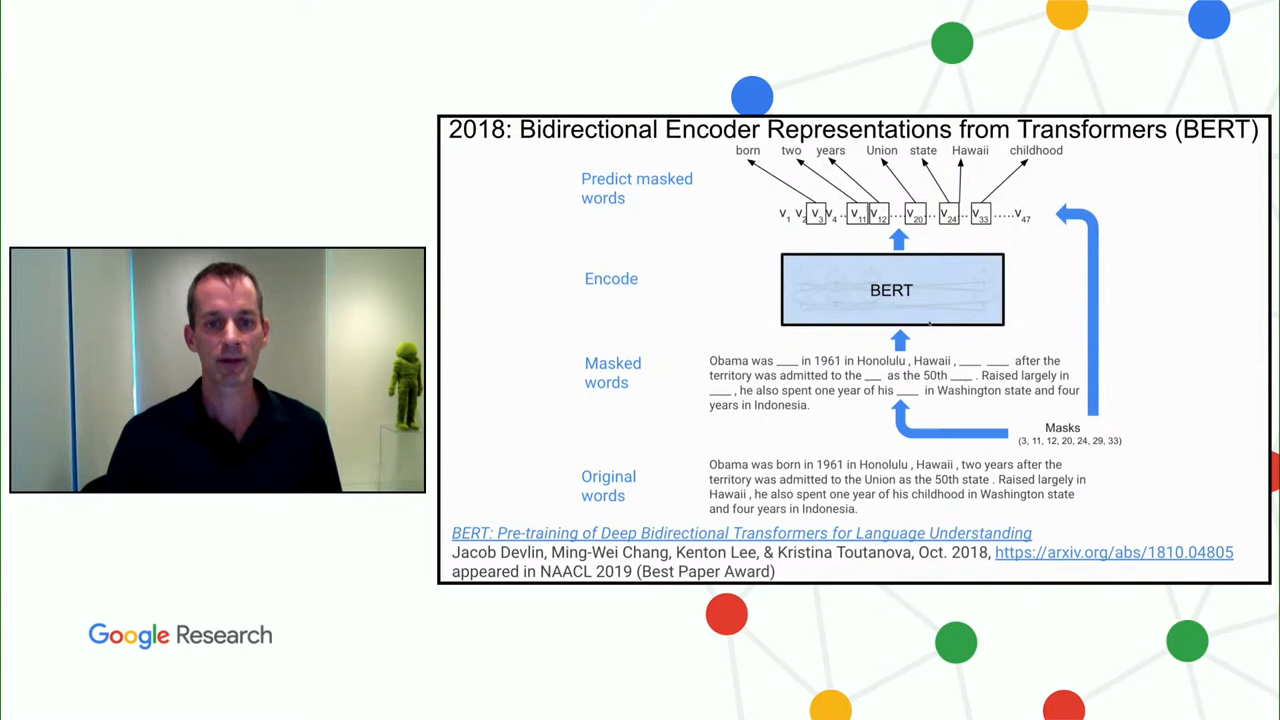 2018: Bidirectional Encoder Representations from Transformers (BERT)
born two years Union state Hawaii childhood
Predict masked
words
V1 V2 V3 V4 .. V11 V12 .... V20 ... V24 ... V33 .....V47
Encode
BERT
Masked
words
Obama was ____ in 1961 in Honolulu , Hawaii , ____ ____ after the
territory was admitted to the ___ as the 50th ____ . Raised largely in
____ , he also spent one year of his ____ in Washington state and four
years in Indonesia.
Masks
(3, 11, 12, 20, 24, 29, 33)
Original
words
Obama was born in 1961 in Honolulu , Hawaii , two years after the
territory was admitted to the Union as the 50th state . Raised largely in
Hawaii , he also spent one year of his childhood in Washington state
and four years in Indonesia.
BERT: Pre-training of Deep Bidirectional Transformers for Language Understanding
Jacob Devlin, Ming-Wei Chang, Kenton Lee, & Kristina Toutanova, Oct. 2018, https://arxiv.org/abs/1810.04805
appeared in NAACL 2019 (Best Paper Award)
Google Research